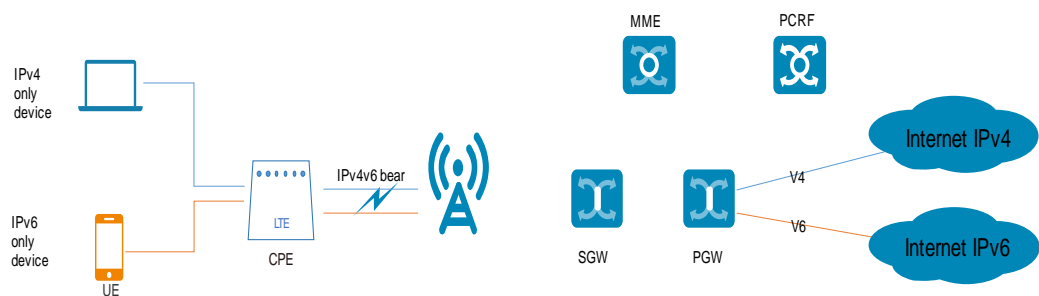 MME
PCRF
IPv4
only
device
Internet IPv4
IPv4v6 bear
V4
LTE
IPv6
only
device
V6
Internet IPv6
CPE
SGW
PGW
UE